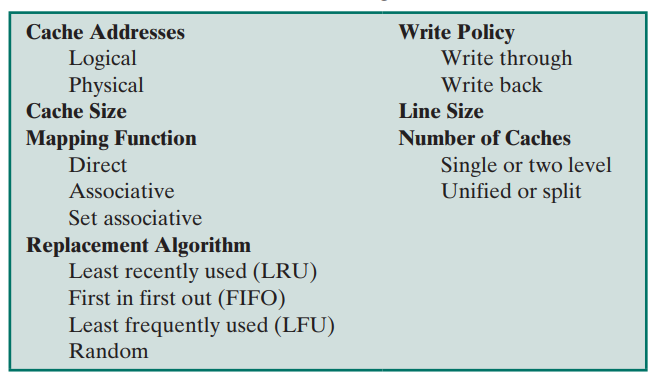 Cache Addresses
Logical
Physical
Cache Size
Mapping Function
Direct
Associative
Set associative
Replacement Algorithm
Least recently used (LRU)
First in first out (FIFO)
Least frequently used (LFU)
Random
Write Policy
Write through
Write back
Line Size
Number of Caches
Single or two level
Unified or split